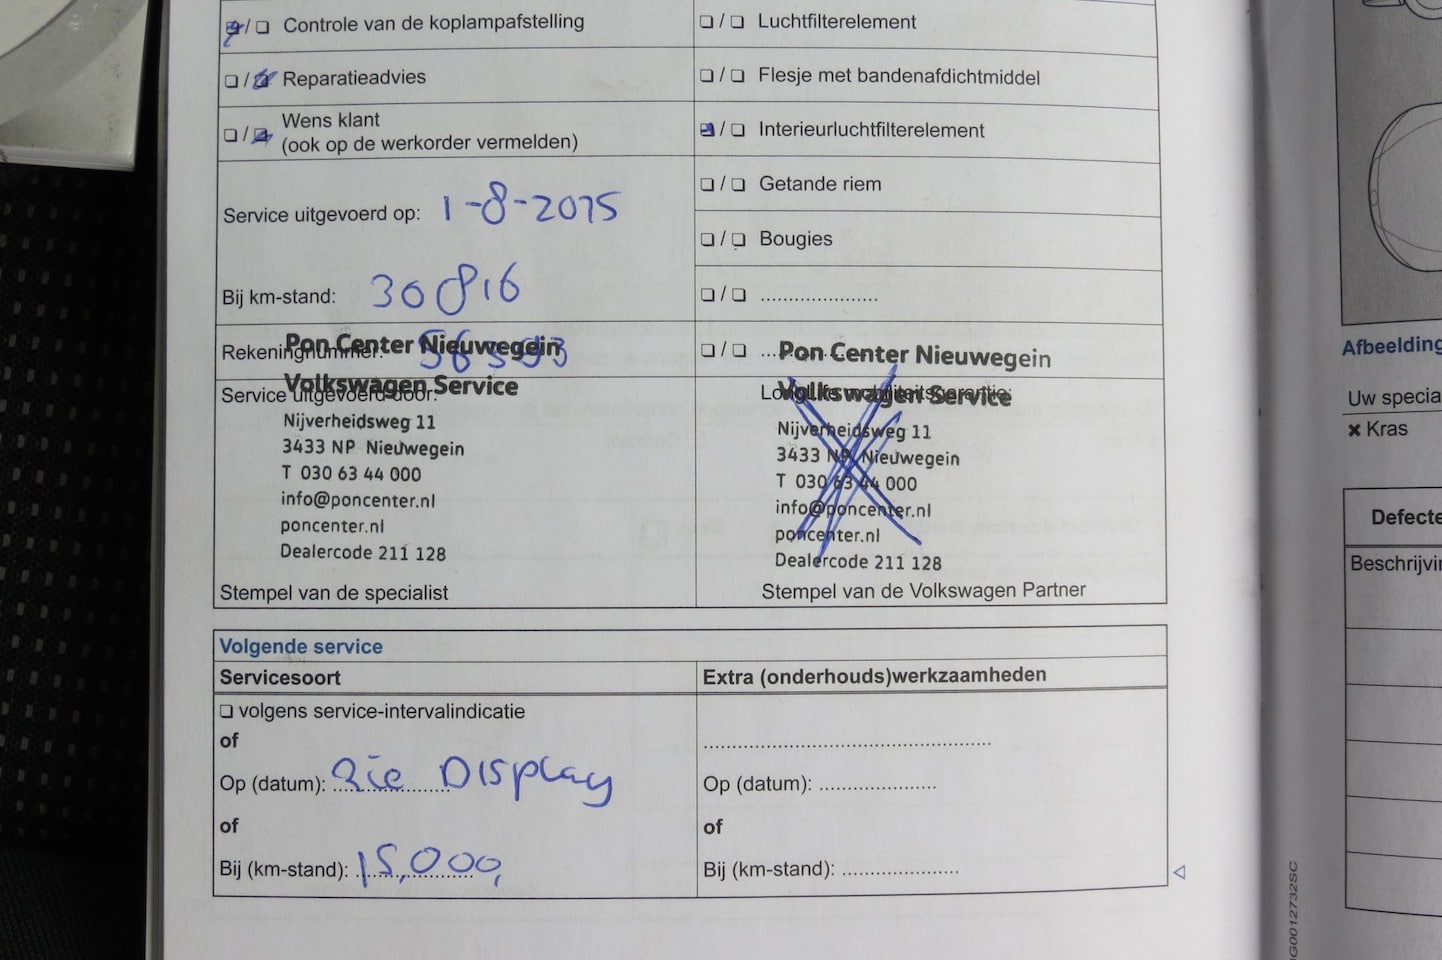 ☑/☐ Controle van de koplampafstelling
☐/☑ Reparatieadvies
☐/☑ Wens klant
(ook op de werkorder vermelden)
Service uitgevoerd op: 1-8-2015
Bij km-stand: 30816
Rekeningnummer:
Pon Center Nieuwegein
Service uitgevoerd door:
Volkswagen Service
Nijverheidsweg 11
3433 NP Nieuwegein
T 030 63 44 000
info@poncenter.nl
poncenter.nl
Dealercode 211 128
Stempel van de specialist
☐/☐ Luchtfilterelement
☐/☐ Flesje met bandenafdichtmiddel
☑/☐ Interieurluchtfilterelement
☐/☐ Getande riem
☐/☐ Bougies
☐/☐ .....................
☐/☐ ...
Pon Center Nieuwegein
Volkswagen Service
Nijverheidsweg 11
3433 NP Nieuwegein
T 030 63 44 000
info@poncenter.nl
poncenter.nl
Dealercode 211 128
Stempel van de Volkswagen Partner
Volgende service
Servicesoort
☐ volgens service-intervalindicatie
of
Op (datum): Zie Display
of
Bij (km-stand): 15,000,
Extra (onderhouds)werkzaamheden
....................................................
Op (datum): .....................
of
Bij (km-stand): .....................
Afbeelding
Uw specia
× Kras
Defecte
Beschrijvin
G0012732SC